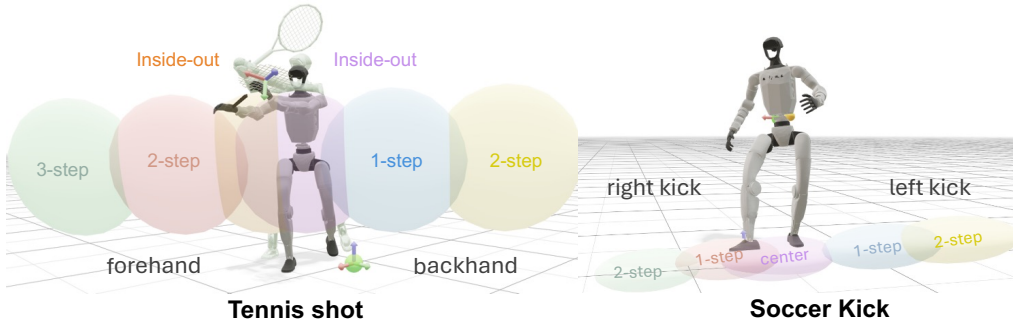 Inside-out
Inside-out
3-step
2-step
1-step
2-step
forehand
backhand
Tennis shot
right kick
left kick
2-step
1-step
center
1-step
2-step
Soccer Kick